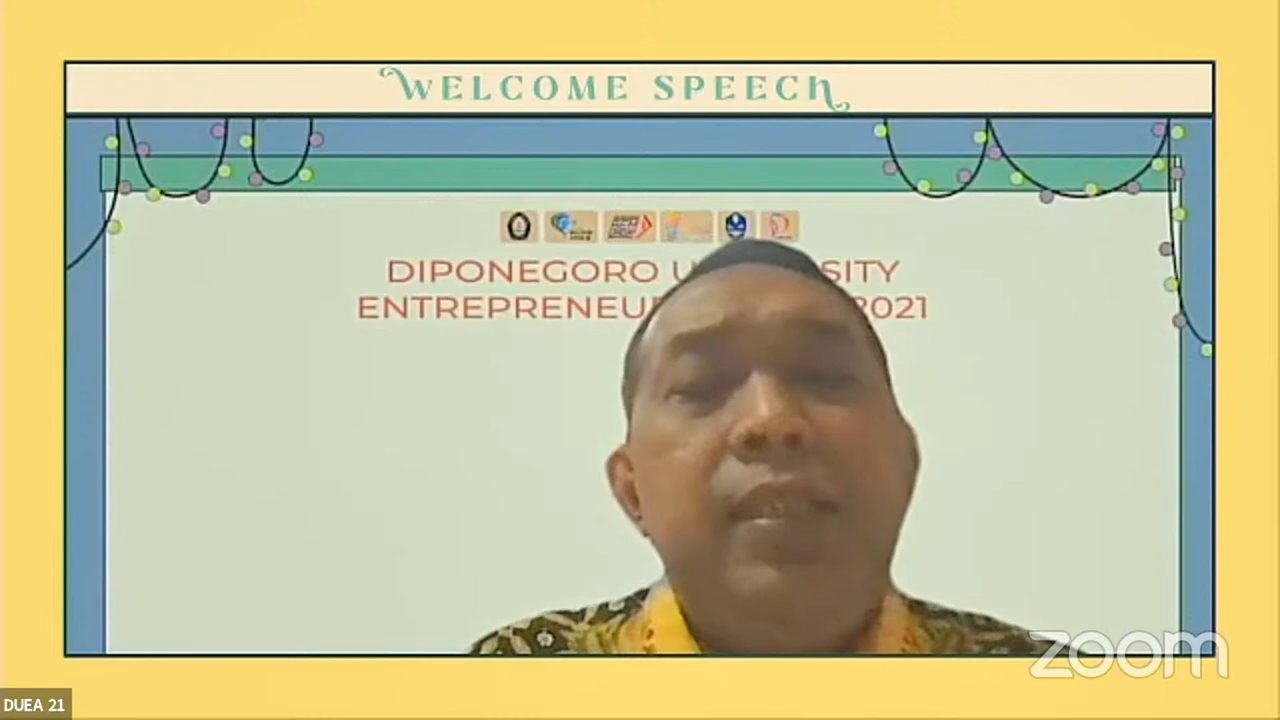 WELCOME SPEECH
DIPONEGORO U SITY
ENTREPRENEU 2021
zoom
DUEA 21